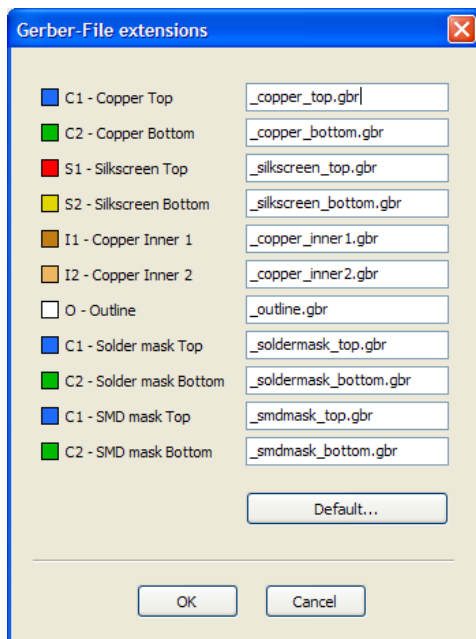 Gerber-File extensions
C1 - Copper Top _copper_top.gbr
C2 - Copper Bottom _copper_bottom.gbr
S1 - Silkscreen Top _silkscreen_top.gbr
S2 - Silkscreen Bottom _silkscreen_bottom.gbr
I1 - Copper Inner 1 _copper_inner1.gbr
I2 - Copper Inner 2 _copper_inner2.gbr
O - Outline _outline.gbr
C1 - Solder mask Top _soldermask_top.gbr
C2 - Solder mask Bottom _soldermask_bottom.gbr
C1 - SMD mask Top _smdmask_top.gbr
C2 - SMD mask Bottom _smdmask_bottom.gbr
Default...
OK Cancel